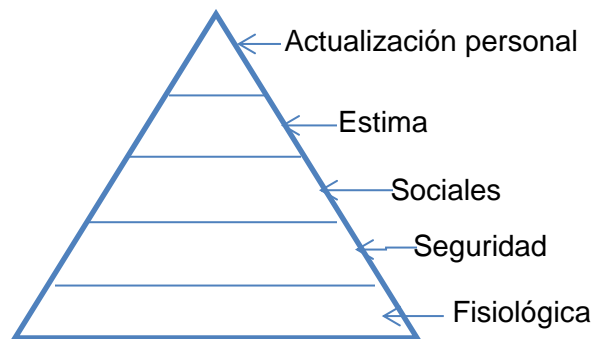 Actualización personal
Estima
Sociales
Seguridad
Fisiológica